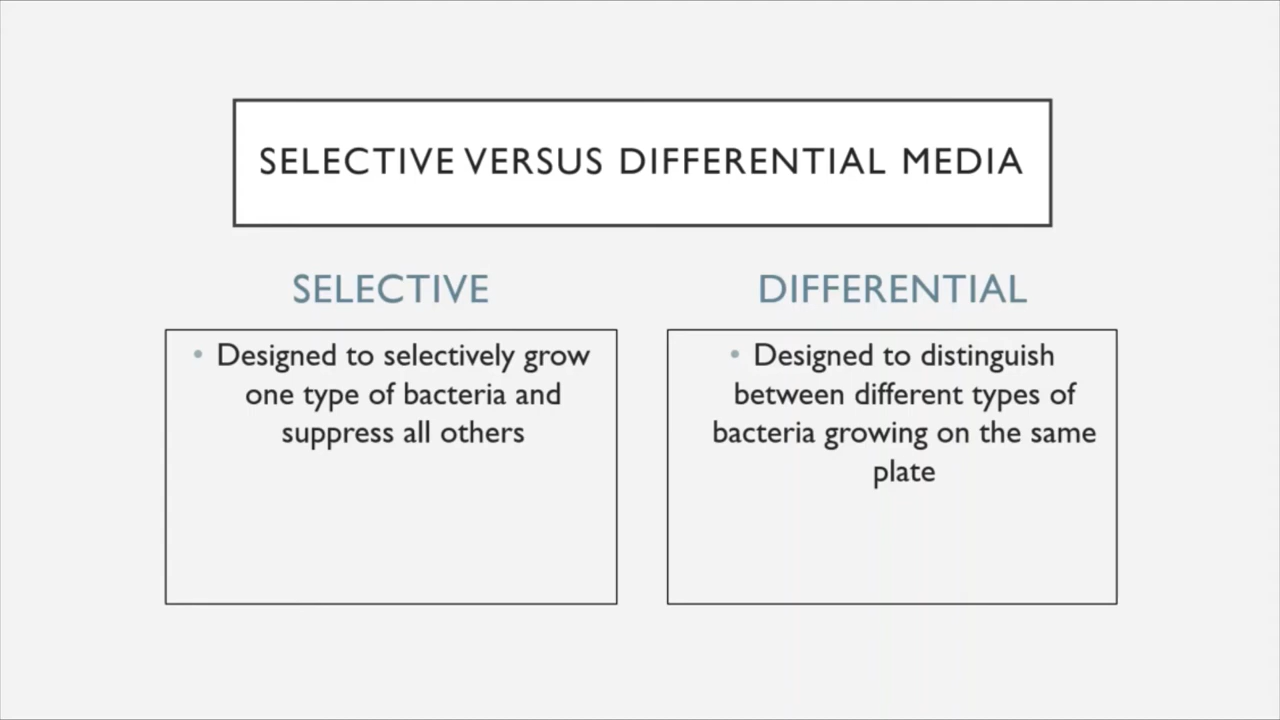 SELECTIVE VERSUS DIFFERENTIAL MEDIA
SELECTIVE
• Designed to selectively grow
one type of bacteria and
suppress all others
DIFFERENTIAL
• Designed to distinguish
between different types of
bacteria growing on the same
plate